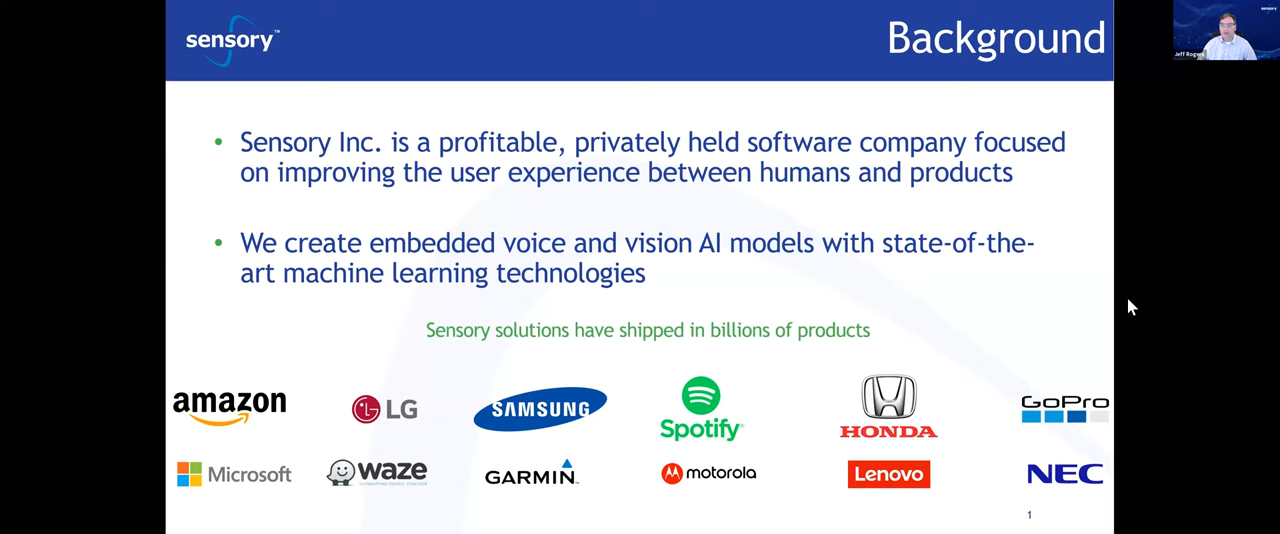 sensory™
Background
sensory
Jeff Rogers
• Sensory Inc. is a profitable, privately held software company focused
on improving the user experience between humans and products
• We create embedded voice and vision AI models with state-of-the-
art machine learning technologies
Sensory solutions have shipped in billions of products
amazon
LG
SAMSUNG
Spotify®
HONDA
GoPro
Microsoft
waze
GARMIN
motorola
Lenovo
NEC
1